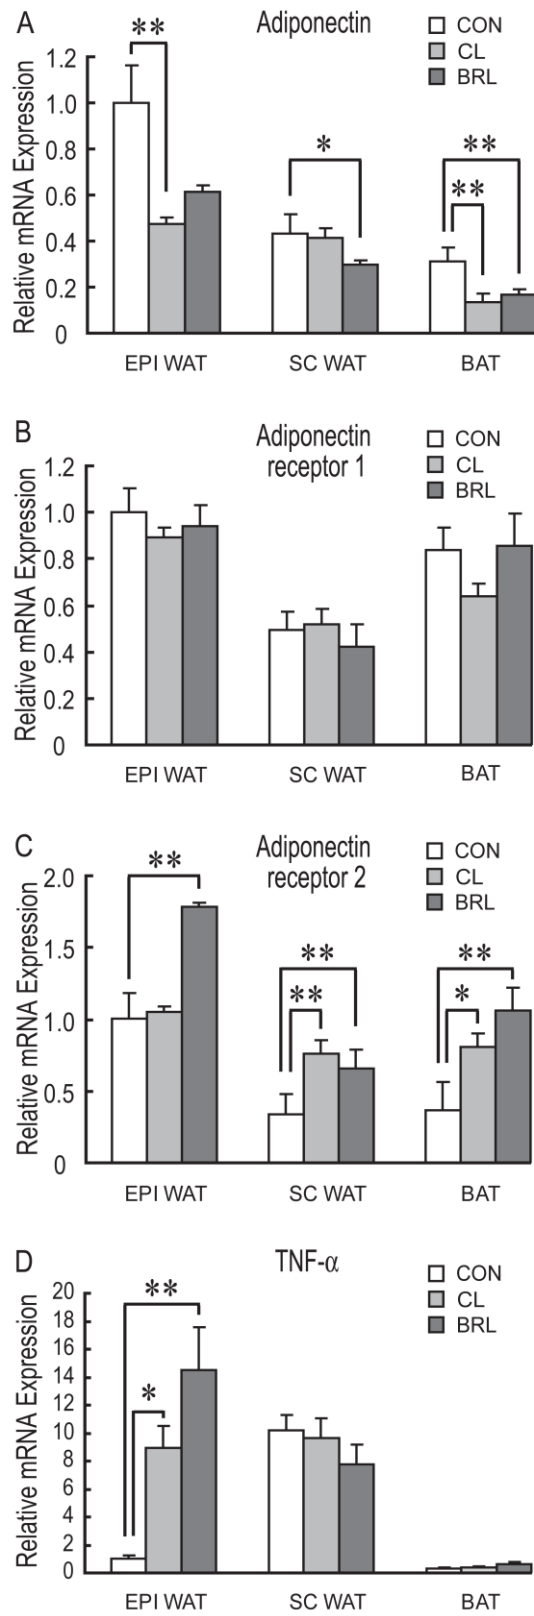 A
Adiponectin
CON
CL
BRL
**
*
**
**
Relative mRNA Expression
1.2
1.0
0.8
0.6
0.4
0.2
0
EPI WAT SC WAT BAT
B
Adiponectin
receptor 1
CON
CL
BRL
Relative mRNA Expression
1.2
1.0
0.8
0.6
0.4
0.2
0
EPI WAT SC WAT BAT
C
Adiponectin
receptor 2
CON
CL
BRL
**
**
**
**
*
Relative mRNA Expression
2.0
1.5
1.0
0.5
0
EPI WAT SC WAT BAT
D
TNF-α
CON
CL
BRL
**
*
Relative mRNA Expression
20
18
16
14
12
10
8
6
4
2
0
EPI WAT SC WAT BAT